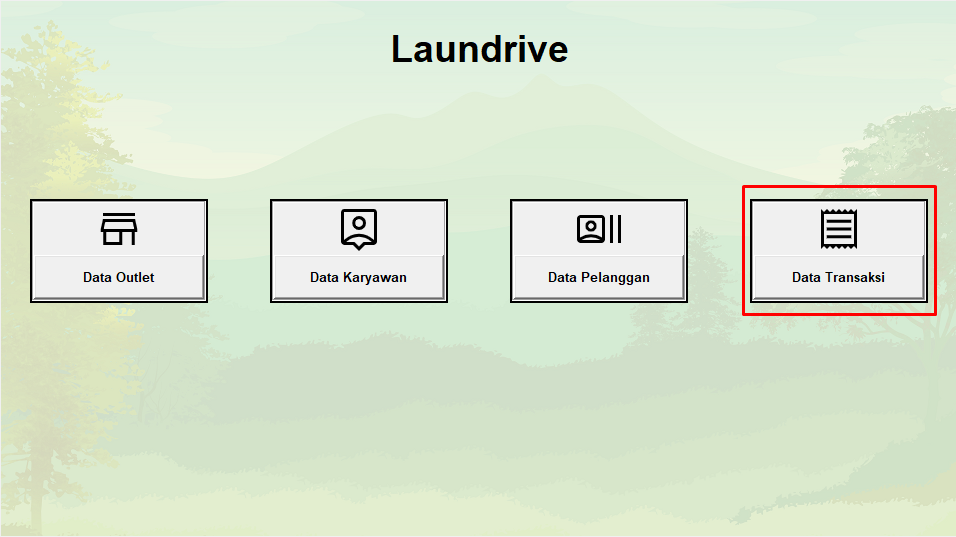 Laundrive
Data Outlet
Data Karyawan
Data Pelanggan
Data Transaksi